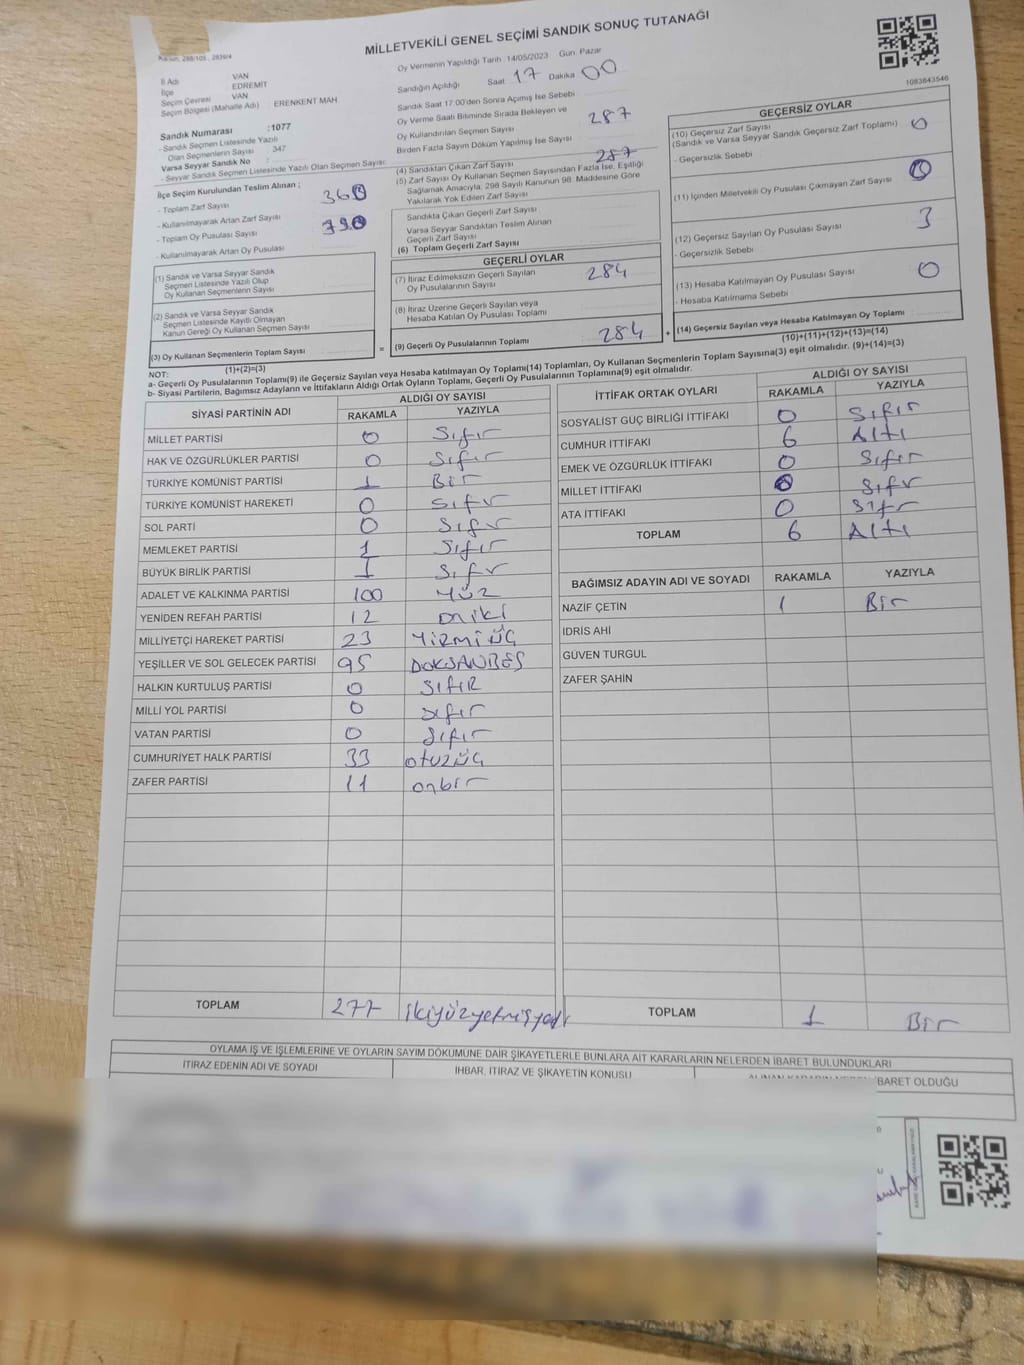 MİLLETVEKİLİ GENEL SEÇİMİ SANDIK SONUÇ TUTANAĞI
Kanun; 298/105 , 2839/4
İl Adı VAN
İlçe EDREMİT
Seçim Çevresi VAN
Seçim Bölgesi (Mahalle Adı) : ERENKENT MAH.
Sandık Numarası :1077
- Sandık Seçmen Listesinde Yazılı
Olan Seçmenlerin Sayısı 347
Varsa Seyyar Sandık No :
- Seyyar Sandık Seçmen Listesinde Yazılı Olan Seçmen Sayısı:
İlçe Seçim Kurulundan Teslim Alınan ;
- Toplam Zarf Sayısı 360
- Kullanılmayarak Artan Zarf Sayısı
- Toplam Oy Pusulası Sayısı
- Kullanılmayarak Artan Oy Pusulası
Oy Vermenin Yapıldığı Tarih 14/05/2023 Gün: Pazar
Sandığın Açıldığı Saat 17 Dakika 00
Sandık Saat 17:00'den Sonra Açılmış İse Sebebi
Oy Verme Saati Bitiminde Sırada Bekleyen ve
Oy Kullandırılan Seçmen Sayısı 287
Birden Fazla Sayım Döküm Yapılmış İse Sayısı
(4) Sandıktan Çıkan Zarf Sayısı 287
(5) Zarf Sayısı Oy Kullanan Seçmen Sayısından Fazla İse, Eşitliği
Sağlamak Amacıyla, 298 Sayılı Kanunun 98. Maddesine Göre
Yakılarak Yok Edilen Zarf Sayısı
Sandıkta Çıkan Geçerli Zarf Sayısı
Varsa Seyyar Sandıktan Teslim Alınan
Geçerli Zarf Sayısı
(6) Toplam Geçerli Zarf Sayısı
1083843546
GEÇERSİZ OYLAR
(10) Geçersiz Zarf Sayısı
(Sandık ve Varsa Seyyar Sandık Geçersiz Zarf Toplamı) 0
- Geçersizlik Sebebi
(11) İçinden Milletvekili Oy Pusulası Çıkmayan Zarf Sayısı 0
(12) Geçersiz Sayılan Oy Pusulası Sayısı 3
- Geçersizlik Sebebi
(13) Hesaba Katılmayan Oy Pusulası Sayısı 0
- Hesaba Katılmama Sebebi
(14) Geçersiz Sayılan veya Hesaba Katılmayan Oy Toplamı
(10)+(11)+(12)+(13)=(14)
(1) Sandık ve Varsa Seyyar Sandık
Seçmen Listesinde Yazılı Olup
Oy Kullanan Seçmenlerin Sayısı
(2) Sandık ve Varsa Seyyar Sandık
Seçmen Listesinde Kayıtlı Olmayan
Kanun Gereği Oy Kullanan Seçmen Sayısı
(3) Oy Kullanan Seçmenlerin Toplam Sayısı
(1)+(2)=(3)
=
GEÇERLİ OYLAR
(7) İtiraz Edilmeksizin Geçerli Sayılan
Oy Pusulalarının Sayısı 284
(8) İtiraz Üzerine Geçerli Sayılan veya
Hesaba Katılan Oy Pusulası Toplamı
(9) Geçerli Oy Pusulalarının Toplamı 284
+
NOT:
a- Geçerli Oy Pusulalarının Toplamı(9) ile Geçersiz Sayılan veya Hesaba katılmayan Oy Toplamı(14) Toplamları, Oy Kullanan Seçmenlerin Toplam Sayısına(3) eşit olmalıdır. (9)+(14)=(3)
b- Siyasi Partilerin, Bağımsız Adayların ve İttifakların Aldığı Ortak Oyların Toplamı, Geçerli Oy Pusulalarının Toplamına(9) eşit olmalıdır.
SİYASİ PARTİNİN ADI ALDIĞI OY SAYISI
RAKAMLA YAZIYLA
MİLLET PARTİSİ 0 Sıfır
HAK VE ÖZGÜRLÜKLER PARTİSİ 0 Sıfır
TÜRKİYE KOMÜNİST PARTİSİ 1 Bir
TÜRKİYE KOMÜNİST HAREKETİ 0 Sıfır
SOL PARTİ 0 Sıfır
MEMLEKET PARTİSİ 1 Sıfır
BÜYÜK BİRLİK PARTİSİ 1 Sıfır
ADALET VE KALKINMA PARTİSİ 100 Yüz
YENİDEN REFAH PARTİSİ 12 oniki
MİLLİYETÇİ HAREKET PARTİSİ 23 YİRMİÜÇ
YEŞİLLER VE SOL GELECEK PARTİSİ 95 DOKSANBEŞ
HALKIN KURTULUŞ PARTİSİ 0 SıfIR
MİLLİ YOL PARTİSİ 0 sıfır
VATAN PARTİSİ 0 Sıfır
CUMHURİYET HALK PARTİSİ 33 otuzüç
ZAFER PARTİSİ 11 onbir
TOPLAM 277 ikiyüzyetmişyedi
İTTİFAK ORTAK OYLARI ALDIĞI OY SAYISI
RAKAMLA YAZIYLA
SOSYALİST GÜÇ BİRLİĞİ İTTİFAKI 0 Sıfır
CUMHUR İTTİFAKI 6 Altı
EMEK VE ÖZGÜRLÜK İTTİFAKI 0 Sıfır
MİLLET İTTİFAKI 0 Sıfır
ATA İTTİFAKI 0 Sıfır
TOPLAM 6 Altı
BAĞIMSIZ ADAYIN ADI VE SOYADI RAKAMLA YAZIYLA
NAZİF ÇETİN 1 Bir
İDRİS AHİ
GÜVEN TURGUL
ZAFER ŞAHİN
TOPLAM 1 Bir
OYLAMA İŞ VE İŞLEMLERİNE VE OYLARIN SAYIM DÖKÜMÜNE DAİR ŞİKAYETLERLE BUNLARA AİT KARARLARIN NELERDEN İBARET BULUNDUKLARI
İTİRAZ EDENİN ADI VE SOYADI İHBAR, İTİRAZ VE ŞİKAYETİN KONUSU İBARET OLDUĞU